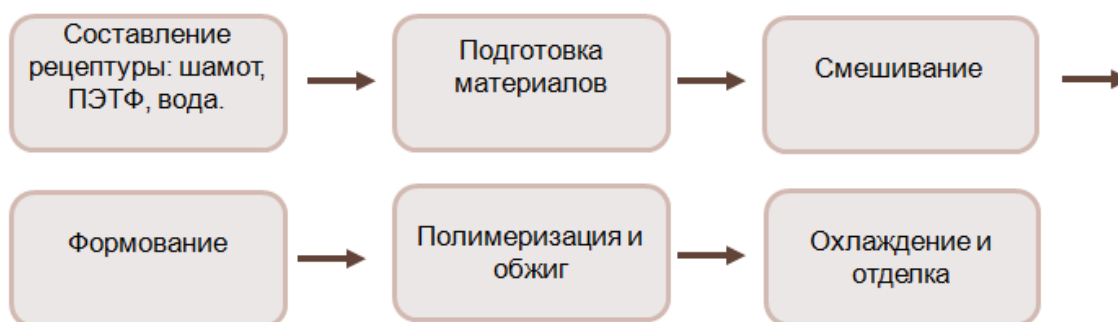 Составление
рецептуры: шамот,
ПЭТФ, вода.
Подготовка
материалов
Смешивание
Формование
Полимеризация и
обжиг
Охлаждение и
отделка